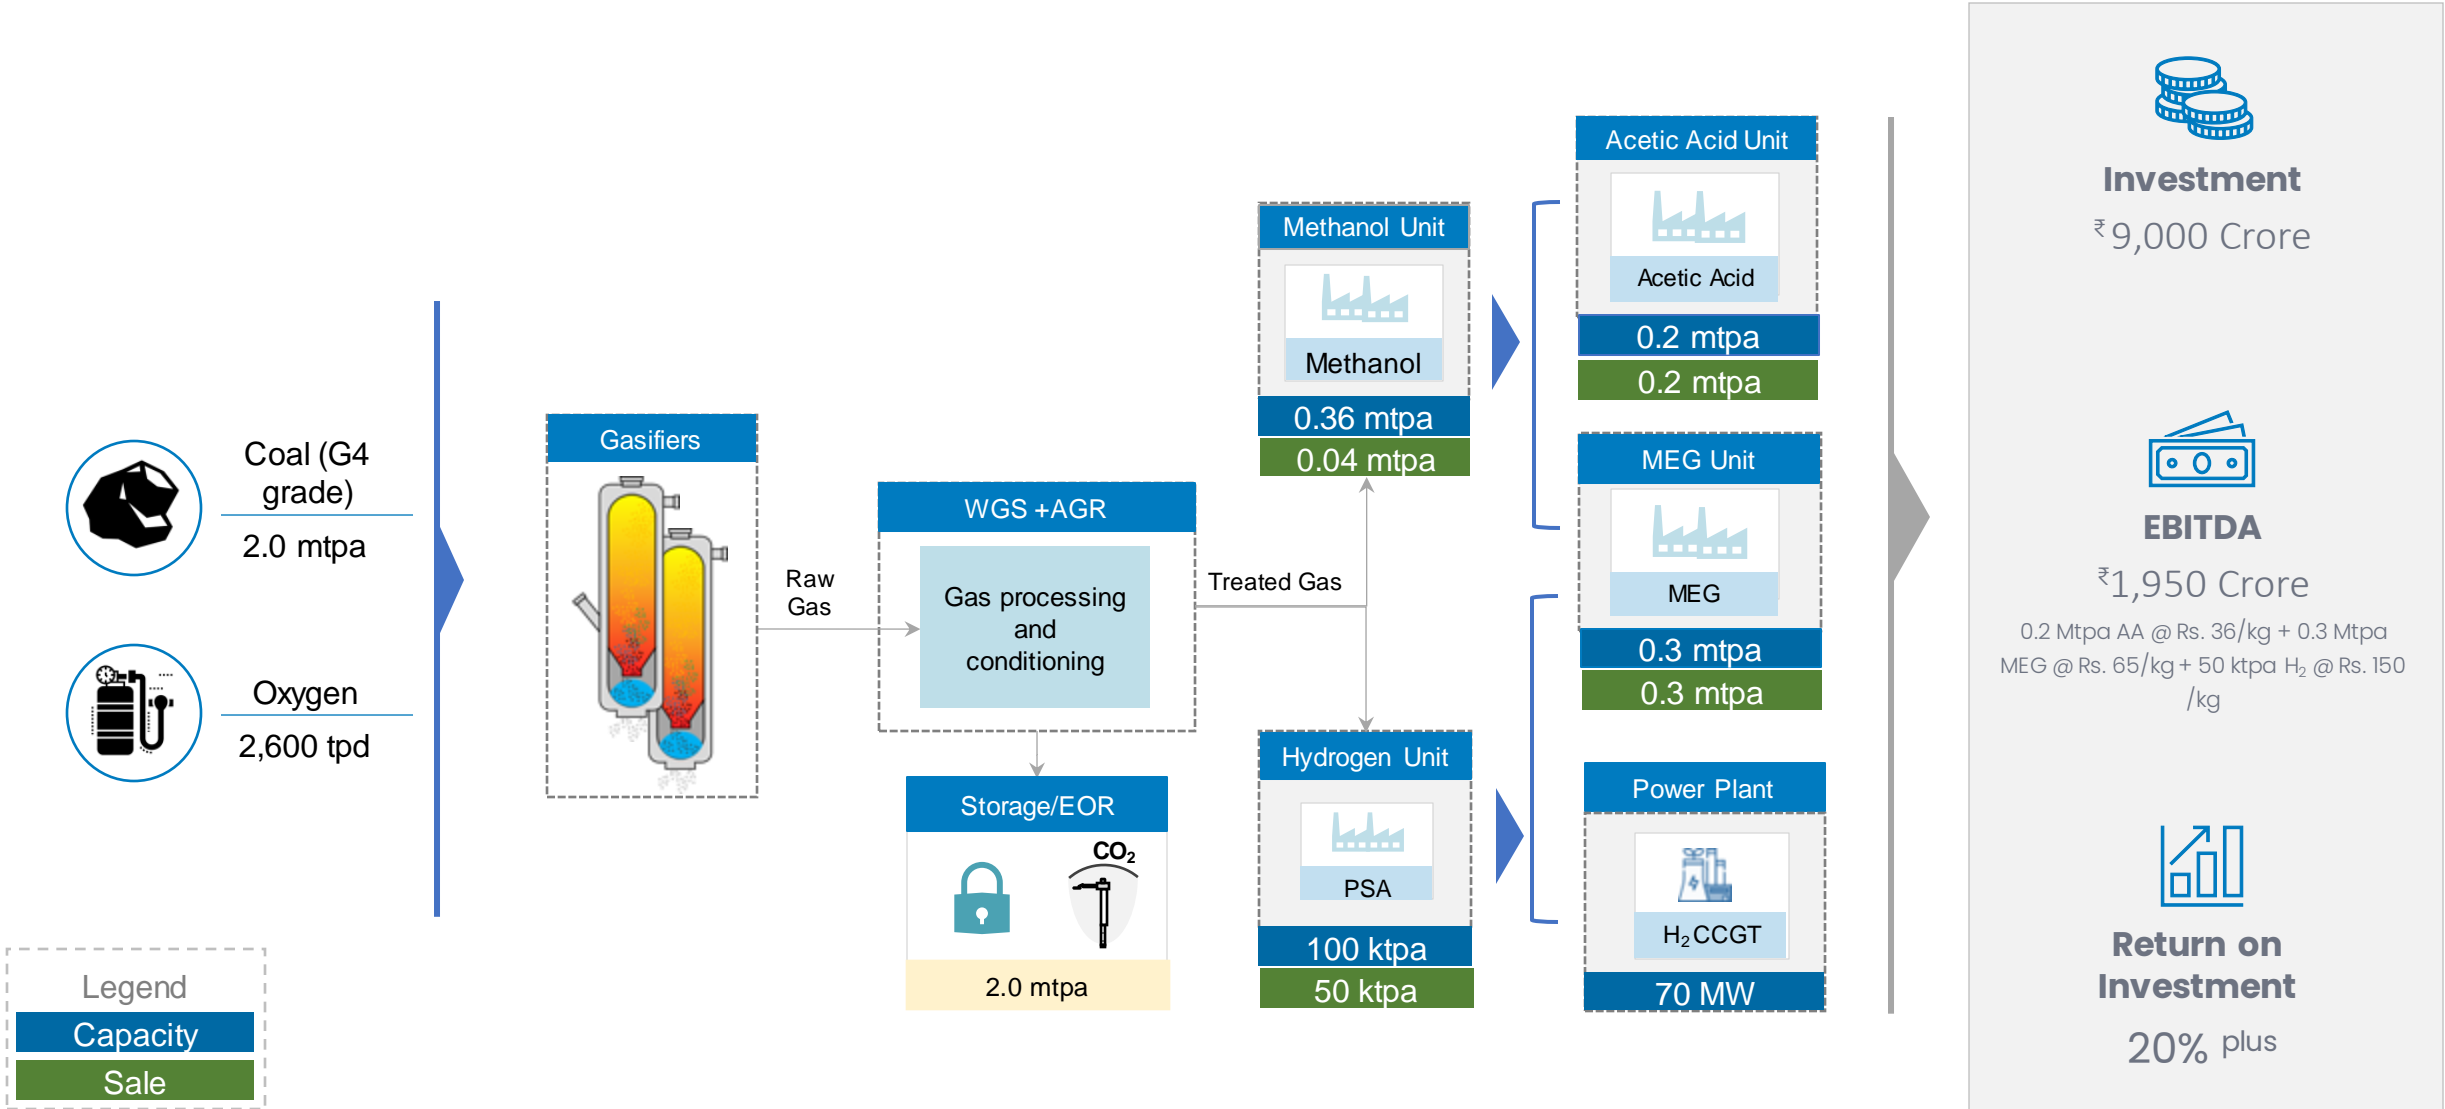 Coal (G4
grade)
2.0 mtpa
Oxygen
2,600 tpd
Legend
Capacity
Sale
Gasifiers
Raw
Gas
WGS +AGR
Gas processing
and
conditioning
Treated Gas
Storage/EOR
CO₂
2.0 mtpa
Methanol Unit
Methanol
0.36 mtpa
0.04 mtpa
Hydrogen Unit
PSA
100 ktpa
50 ktpa
Acetic Acid Unit
Acetic Acid
0.2 mtpa
0.2 mtpa
MEG Unit
MEG
0.3 mtpa
0.3 mtpa
Power Plant
H₂ CCGT
70 MW
Investment
₹ 9,000 Crore
EBITDA
₹1,950 Crore
0.2 Mtpa AA @ Rs. 36/kg + 0.3 Mtpa
MEG @ Rs. 65/kg + 50 ktpa H₂ @ Rs. 150
/kg
Return on
Investment
20% plus